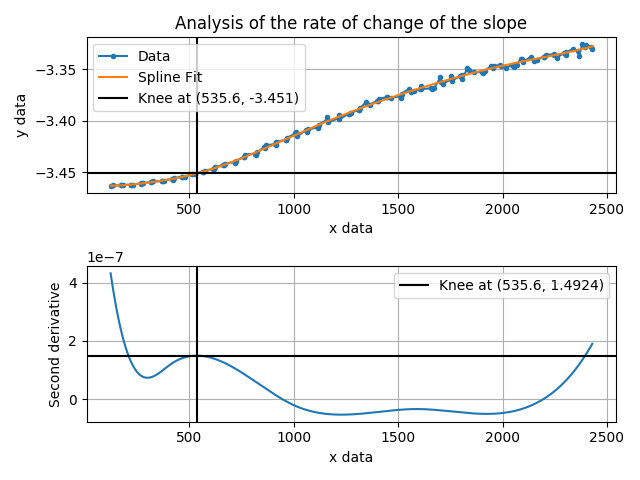 Analysis of the rate of change of the slope
Data
Spline Fit
Knee at (535.6, -3.451)
y data
−3.35
−3.40
−3.45
500
1000
1500
2000
2500
x data
1e−7
Knee at (535.6, 1.4924)
Second derivative
4
2
0
500
1000
1500
2000
2500
x data